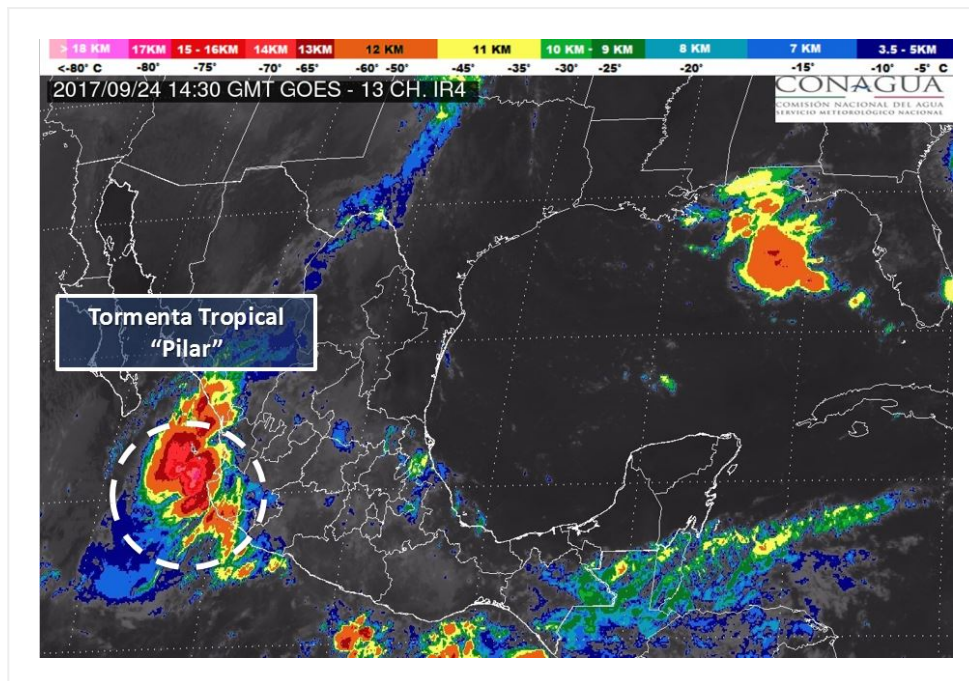 > 18 KM 17KM 15 - 16KM 14KM 13KM 12 KM 11 KM 10 KM - 9 KM 8 KM 7 KM 3.5 - 5KM
<-80° C -80° -75° -70° -65° -60° -50° -45° -35° -30° -25° -20° -15° -10° -5° C
2017/09/24 14:30 GMT GOES - 13 CH. IR4
CONAGUA
COMISIÓN NACIONAL DEL AGUA
SERVICIO METEOROLÓGICO NACIONAL
Tormenta Tropical
“Pilar”